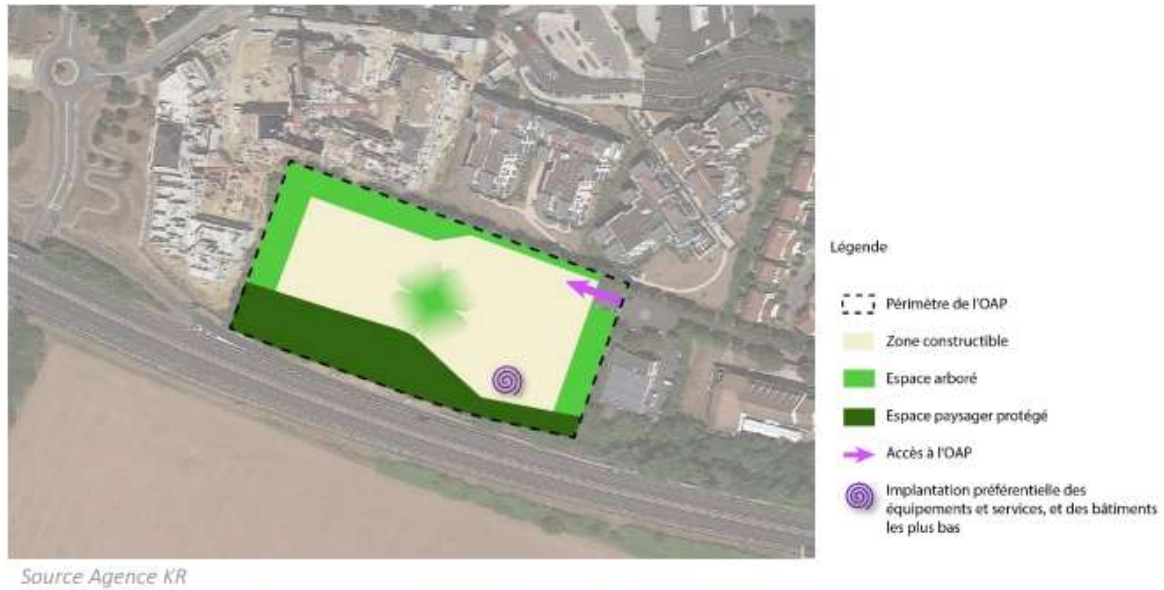 Légende
Périmètre de l'OAP
Zone constructible
Espace arboré
Espace paysager protégé
Accès à l'OAP
Implantation préférentielle des
équipements et services, et des bâtiments
les plus bas
Source Agence KR